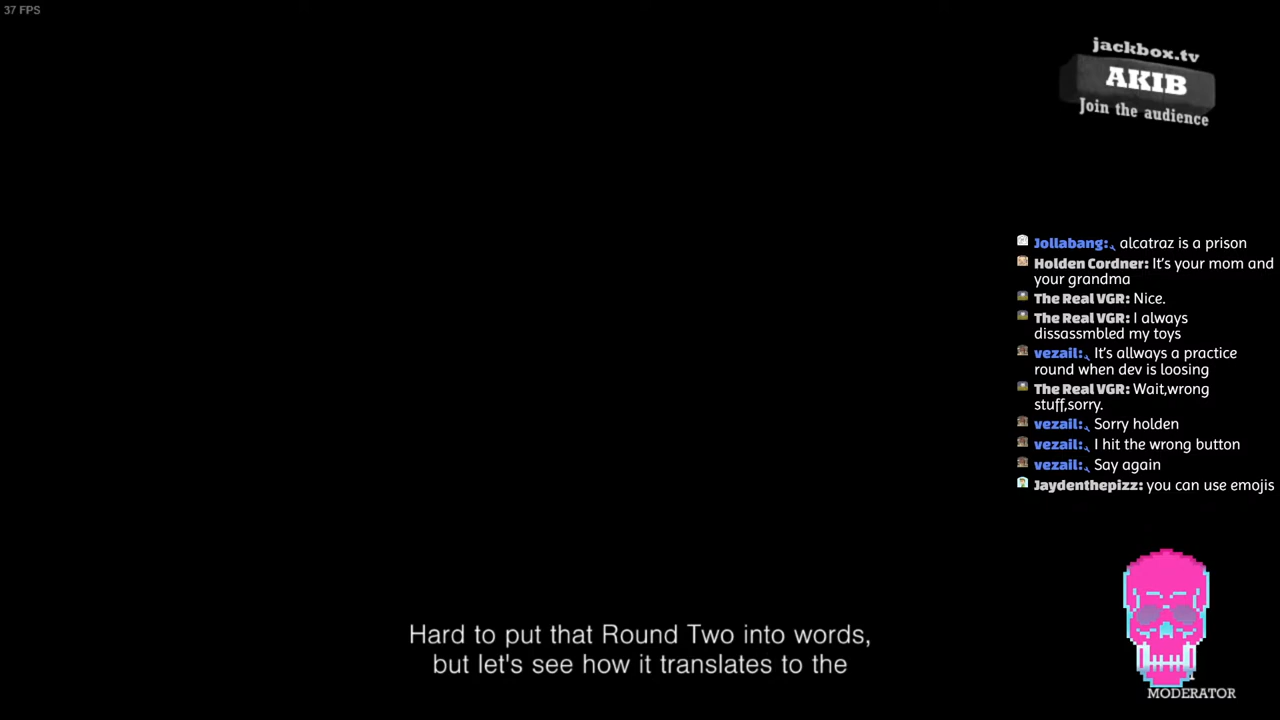 37 FPS
jackbox.tv
AKIB
Join the audience
Jollabang: alcatraz is a prison
Holden Cordner: It's your mom and
your grandma
The Real VGR: Nice.
The Real VGR: I always
dissassmbled my toys
vezail: It's allways a practice
round when dev is loosing
The Real VGR: Wait,wrong
stuff,sorry.
vezail: Sorry holden
vezail: I hit the wrong button
vezail: Say again
Jaydenthepizz: you can use emojis
Hard to put that Round Two into words,
but let's see how it translates to the
MODERATOR